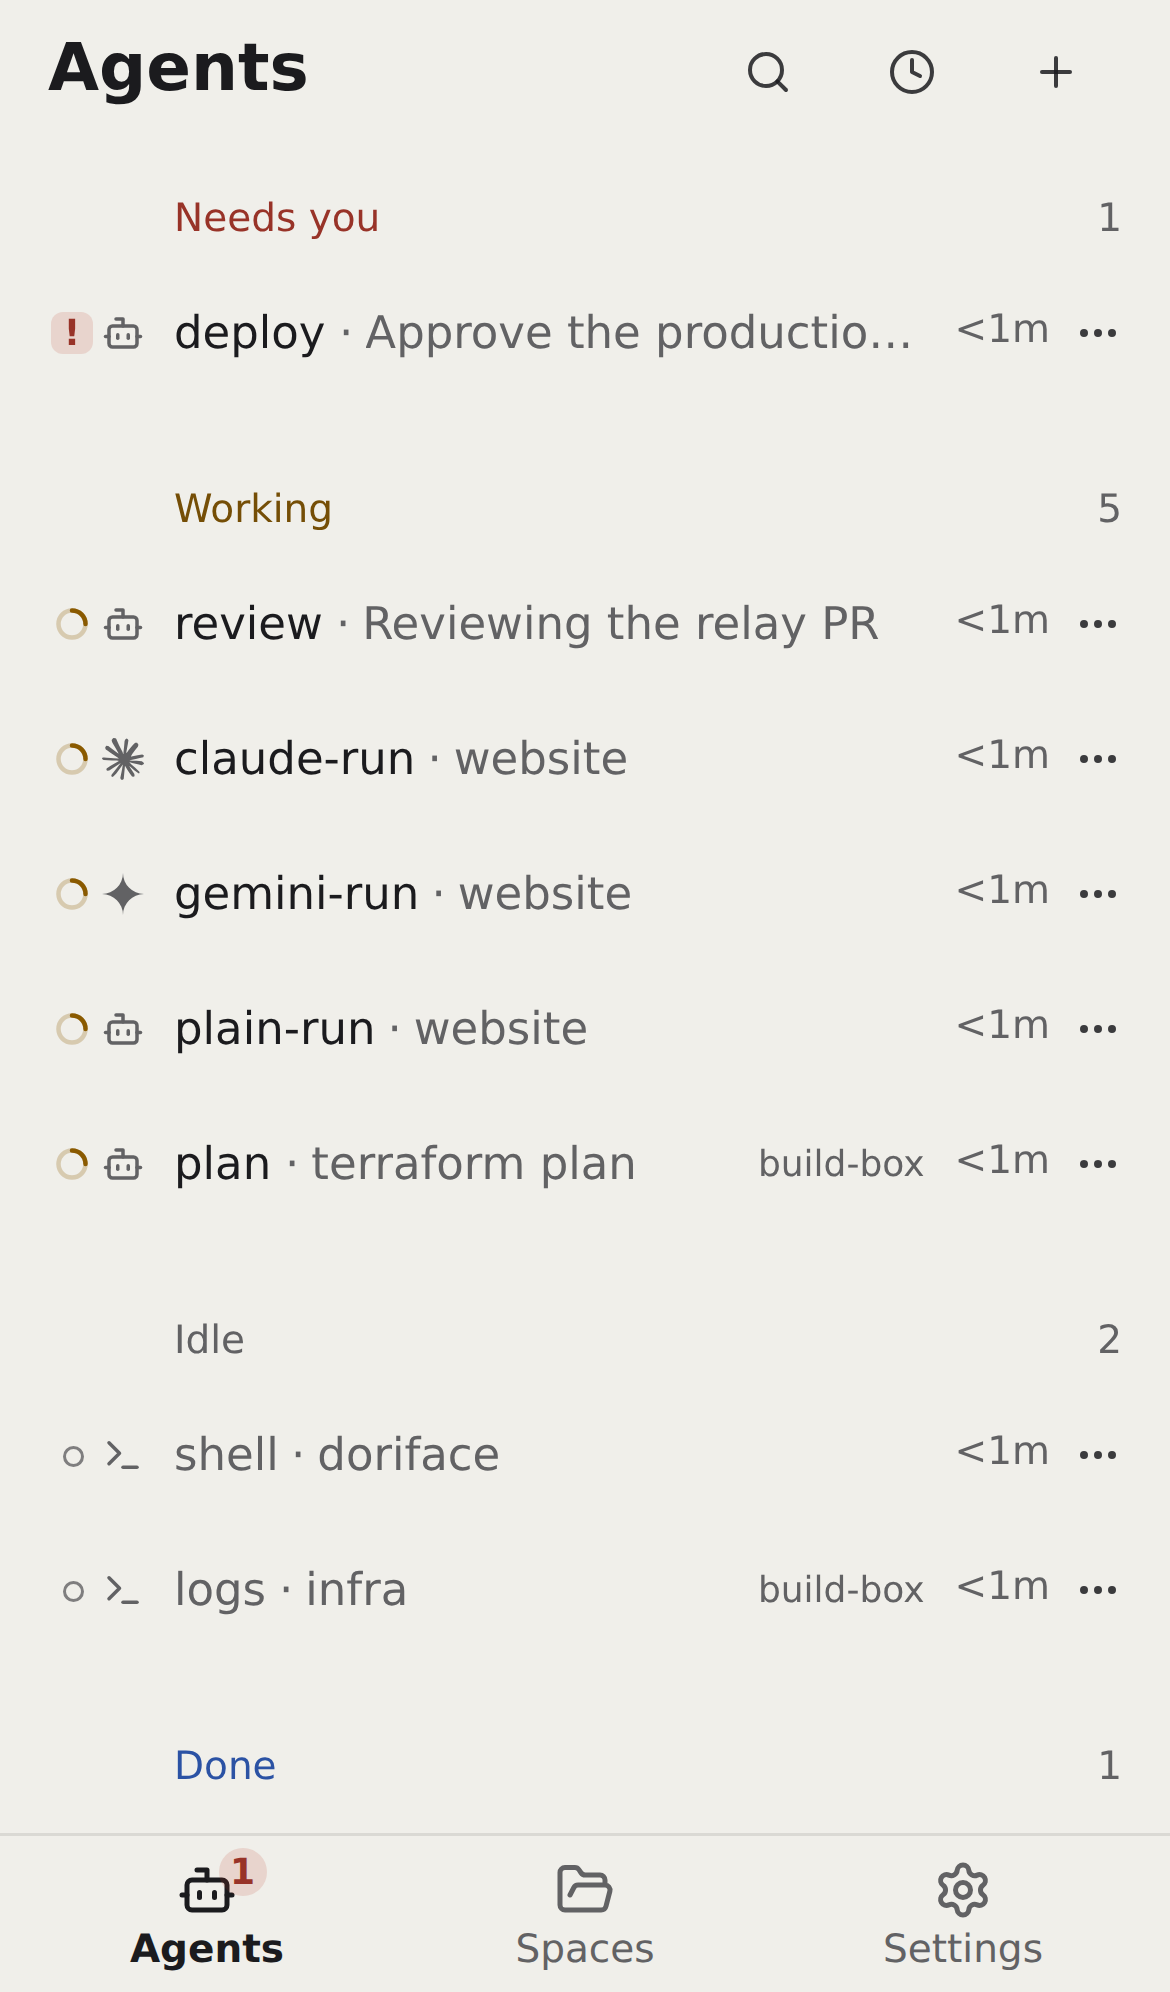 Agents
Needs you 1
! deploy · Approve the productio... <1m
Working 5
review · Reviewing the relay PR <1m
claude-run · website <1m
gemini-run · website <1m
plain-run · website <1m
plan · terraform plan build-box <1m
Idle 2
shell · doriface <1m
logs · infra build-box <1m
Done 1
1
Agents Spaces Settings